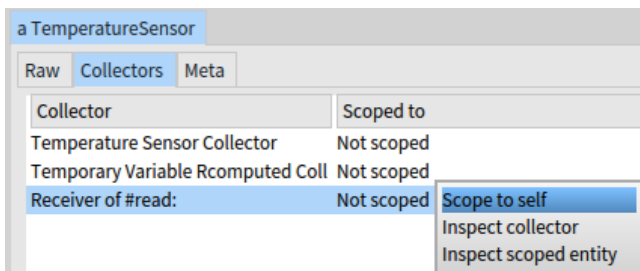 a TemperatureSensor
Raw Collectors Meta
Collector Scoped to
Temperature Sensor Collector Not scoped
Temporary Variable Rcomputed Coll Not scoped
Receiver of #read: Not scoped Scope to self
Inspect collector
Inspect scoped entity